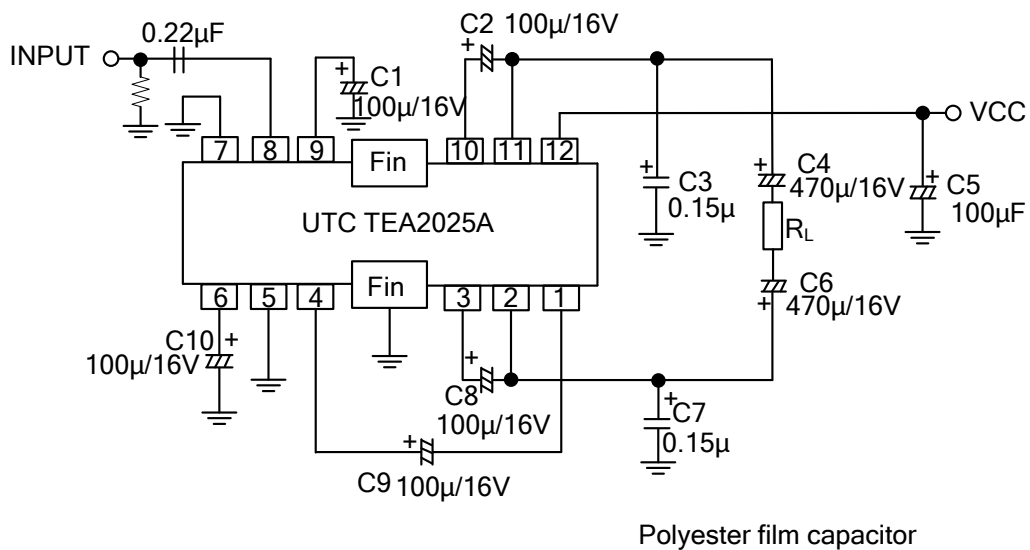 C2 100µ/16V
0.22µF
INPUT
C1
100µ/16V
VCC
7
8
9
Fin
10
11
12
C3
0.15µ
C4
470µ/16V
C5
100µF
UTC TEA2025A
RL
Fin
C6
470µ/16V
6
5
4
3
2
1
C10
100µ/16V
C8
100µ/16V
C7
0.15µ
C9 100µ/16V
Polyester film capacitor